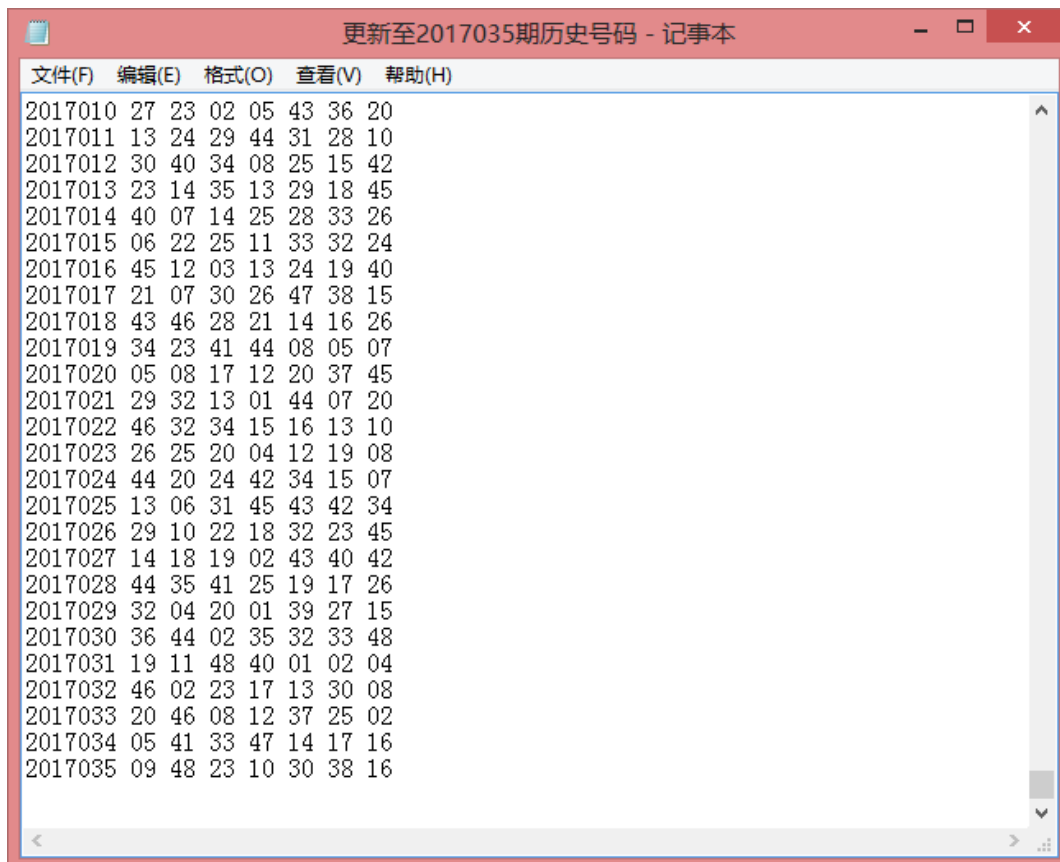 更新至2017035期历史号码 - 记事本
文件(F) 编辑(E) 格式(O) 查看(V) 帮助(H)
2017010 27 23 02 05 43 36 20
2017011 13 24 29 44 31 28 10
2017012 30 40 34 08 25 15 42
2017013 23 14 35 13 29 18 45
2017014 40 07 14 25 28 33 26
2017015 06 22 25 11 33 32 24
2017016 45 12 03 13 24 19 40
2017017 21 07 30 26 47 38 15
2017018 43 46 28 21 14 16 26
2017019 34 23 41 44 08 05 07
2017020 05 08 17 12 20 37 45
2017021 29 32 13 01 44 07 20
2017022 46 32 34 15 16 13 10
2017023 26 25 20 04 12 19 08
2017024 44 20 24 42 34 15 07
2017025 13 06 31 45 43 42 34
2017026 29 10 22 18 32 23 45
2017027 14 18 19 02 43 40 42
2017028 44 35 41 25 19 17 26
2017029 32 04 20 01 39 27 15
2017030 36 44 02 35 32 33 48
2017031 19 11 48 40 01 02 04
2017032 46 02 23 17 13 30 08
2017033 20 46 08 12 37 25 02
2017034 05 41 33 47 14 17 16
2017035 09 48 23 10 30 38 16